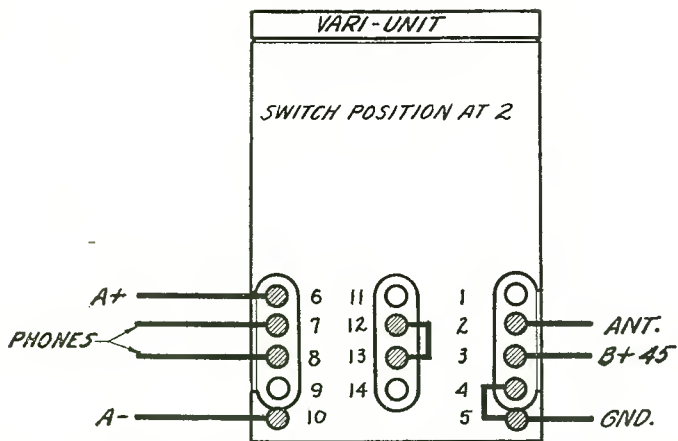 VARI-UNIT
SWITCH POSITION AT 2
A+ 6 11 1
7 12 2 ANT.
PHONES
8 13 3 B+ 45
9 14 4
A- 10 5 GND.